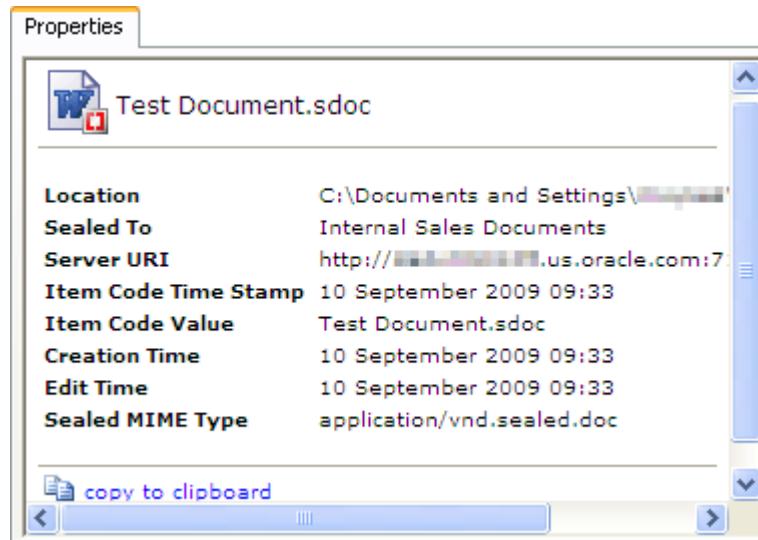 Properties
Test Document.sdoc
Location C:\Documents and Settings\
Sealed To Internal Sales Documents
Server URI http:// .us.oracle.com:7
Item Code Time Stamp 10 September 2009 09:33
Item Code Value Test Document.sdoc
Creation Time 10 September 2009 09:33
Edit Time 10 September 2009 09:33
Sealed MIME Type application/vnd.sealed.doc
copy to clipboard